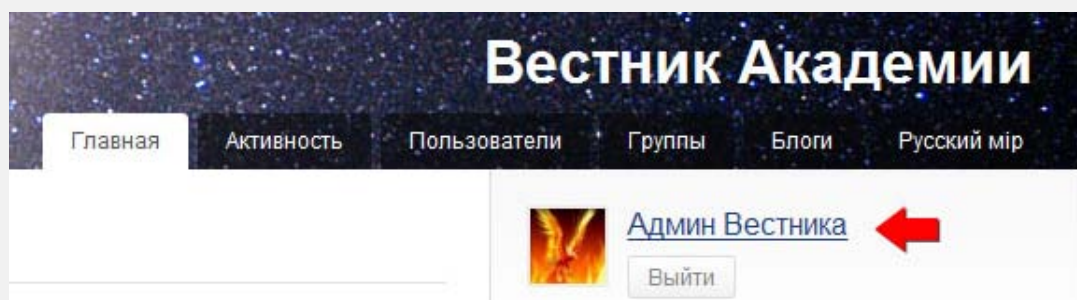 Вестник Академии
Главная Активность Пользователи Группы Блоги Русский мір
Админ Вестника
Выйти